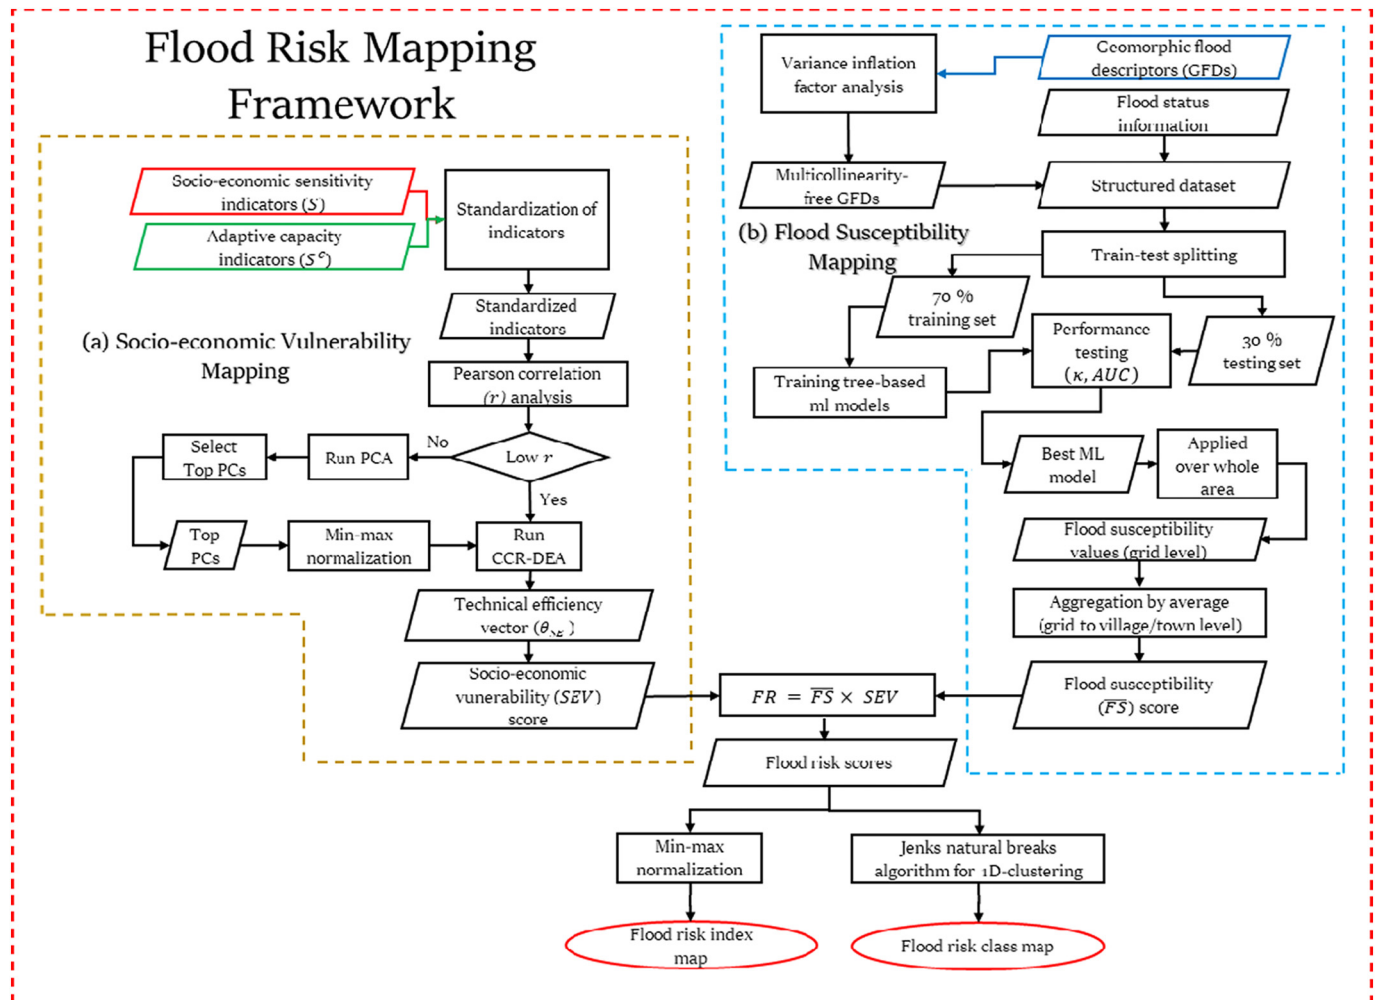 Flood Risk Mapping
Framework
Socio-economic sensitivity
indicators (S)
Adaptive capacity
indicators (Sᶜ)
Standardization of
indicators
Standardized
indicators
(a) Socio-economic Vulnerability
Mapping
Pearson correlation
(r) analysis
Low r
No
Yes
Run PCA
Select
Top PCs
Top
PCs
Min-max
normalization
Run
CCR-DEA
Technical efficiency
vector (θ_SE)
Socio-economic
vunerability (SEV)
score
Variance inflation
factor analysis
Geomorphic flood
descriptors (GFDs)
Flood status
information
Multicollinearity-
free GFDs
Structured dataset
(b) Flood Susceptibility
Mapping
Train-test splitting
70 %
training set
30 %
testing set
Performance
testing
(κ, AUC)
Training tree-based
ml models
Best ML
model
Applied
over whole
area
Flood susceptibility
values (grid level)
Aggregation by average
(grid to village/town level)
Flood susceptibility
(F̅S̅) score
FR = F̅S̅ × SEV
Flood risk scores
Min-max
normalization
Jenks natural breaks
algorithm for 1D-clustering
Flood risk index
map
Flood risk class map